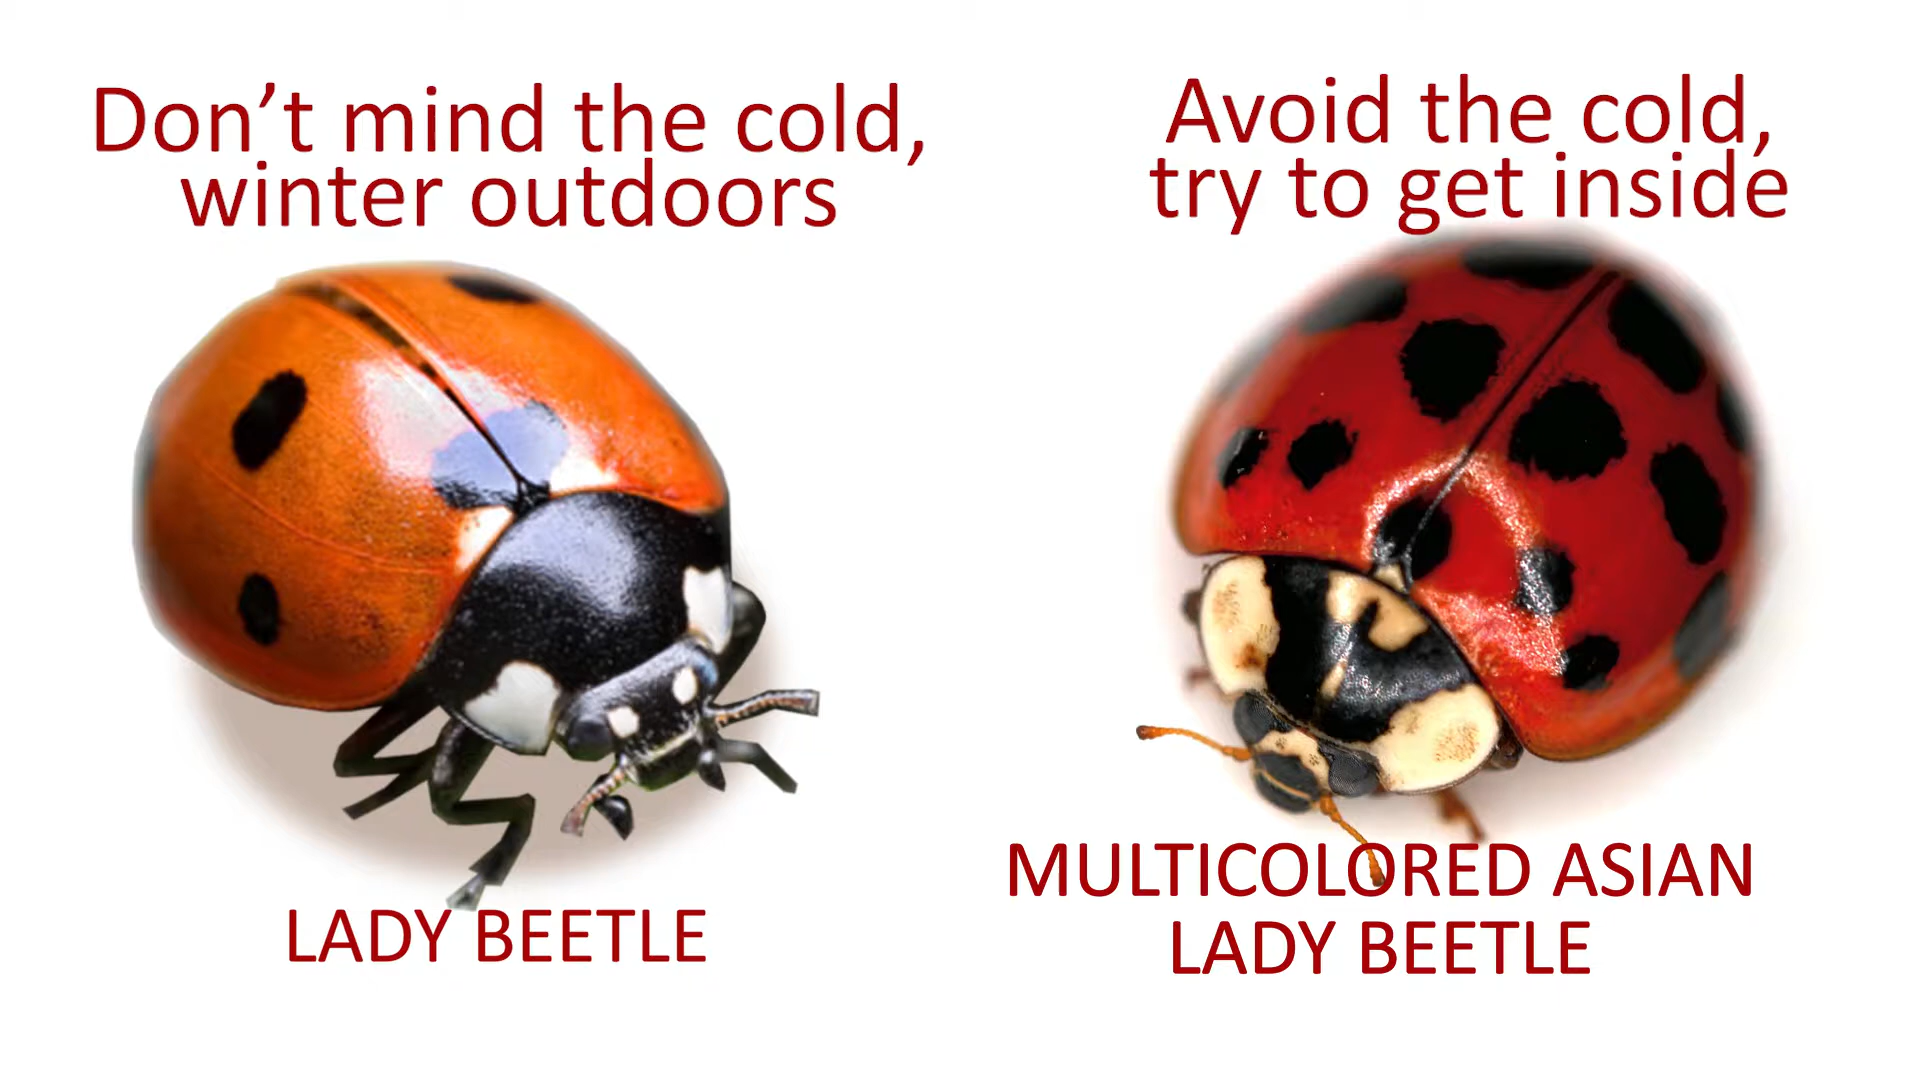 Don’t mind the cold,
winter outdoors
LADY BEETLE
Avoid the cold,
try to get inside
MULTICOLORED ASIAN
LADY BEETLE